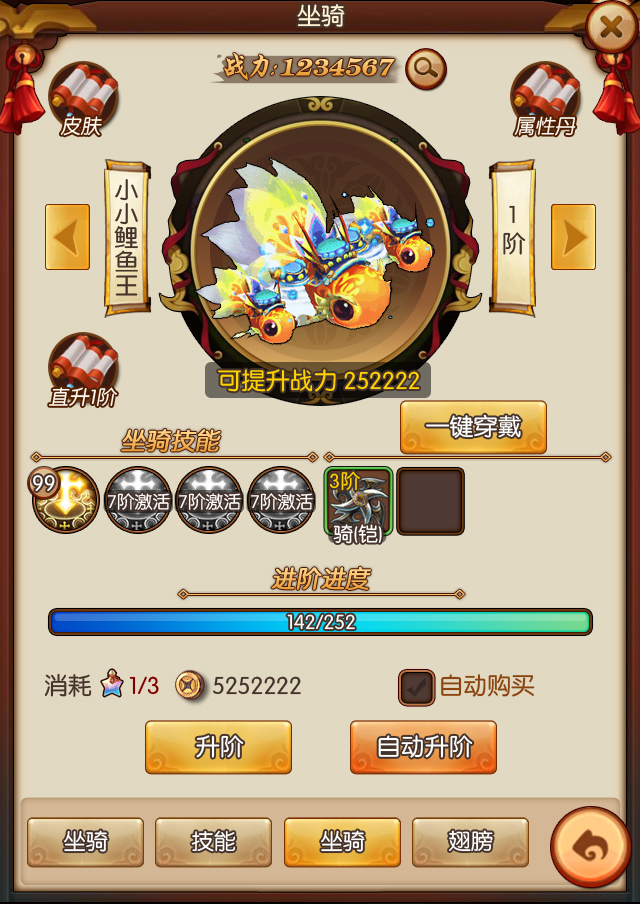 坐骑
战力:1234567
皮肤
属性丹
小小鲤鱼王
1阶
直升1阶
可提升战力 252222
一键穿戴
坐骑技能
99
7阶激活
7阶激活
7阶激活
3阶
骑(铠)
进阶进度
142/252
消耗 1/3 5252222 自动购买
升阶 自动升阶
坐骑 技能 坐骑 翅膀